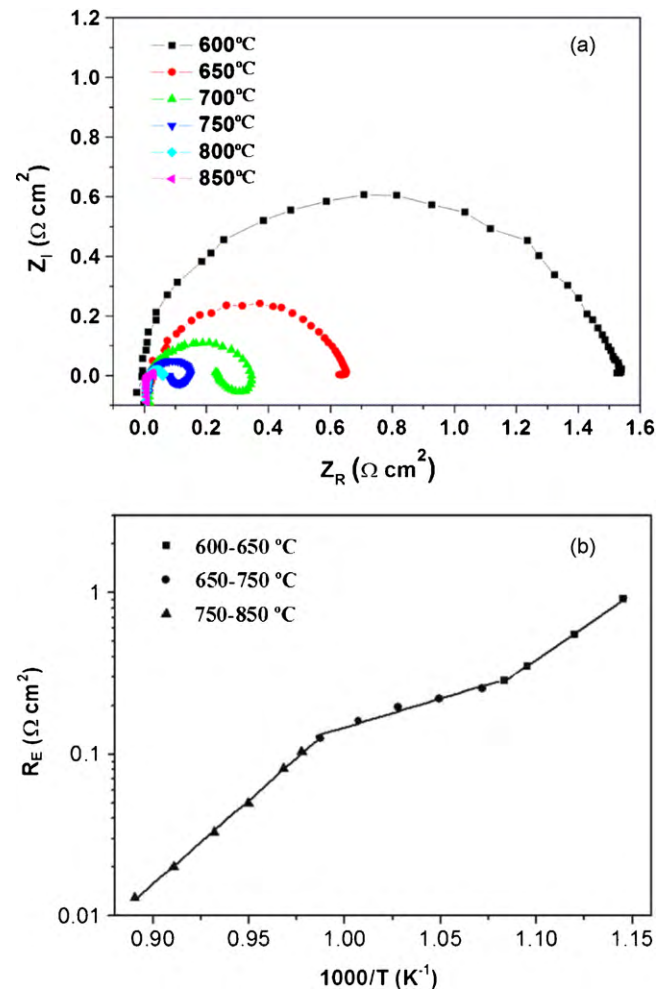 (a)
600ºC
650ºC
700ºC
750ºC
800ºC
850ºC
1.2
1.0
0.8
0.6
0.4
0.2
0.0
Z_I (Ω cm²)
0.0 0.2 0.4 0.6 0.8 1.0 1.2 1.4 1.6
Z_R (Ω cm²)
(b)
600-650 ºC
650-750 ºC
750-850 ºC
1
0.1
0.01
R_E (Ω cm²)
0.90 0.95 1.00 1.05 1.10 1.15
1000/T (K⁻¹)